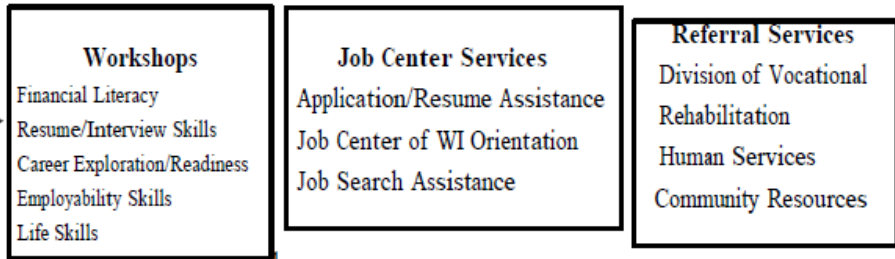 Workshops
Financial Literacy
Resume/Interview Skills
Career Exploration/Readiness
Employability Skills
Life Skills
Job Center Services
Application/Resume Assistance
Job Center of WI Orientation
Job Search Assistance
Referral Services
Division of Vocational
Rehabilitation
Human Services
Community Resources